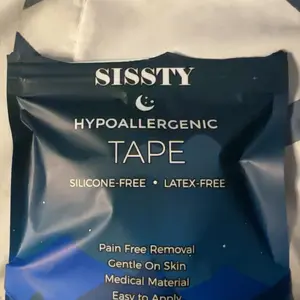 SISSTY
HYPOALLERGENIC
TAPE
SILICONE-FREE • LATEX-FREE
Pain Free Removal
Gentle On Skin
Medical Material
Easy to Apply